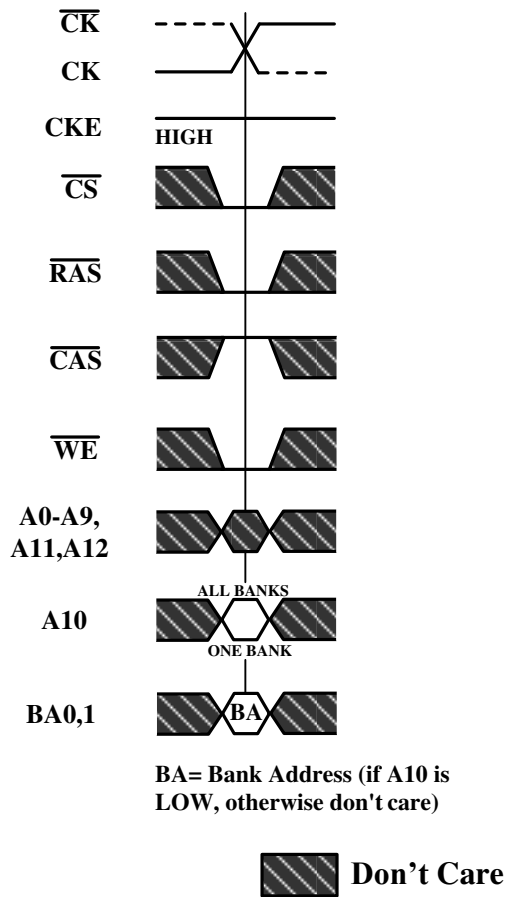 CK
CK
CKE
HIGH
CS
RAS
CAS
WE
A0-A9,
A11,A12
ALL BANKS
A10
ONE BANK
BA0,1
BA
BA= Bank Address (if A10 is
LOW, otherwise don't care)
Don't Care